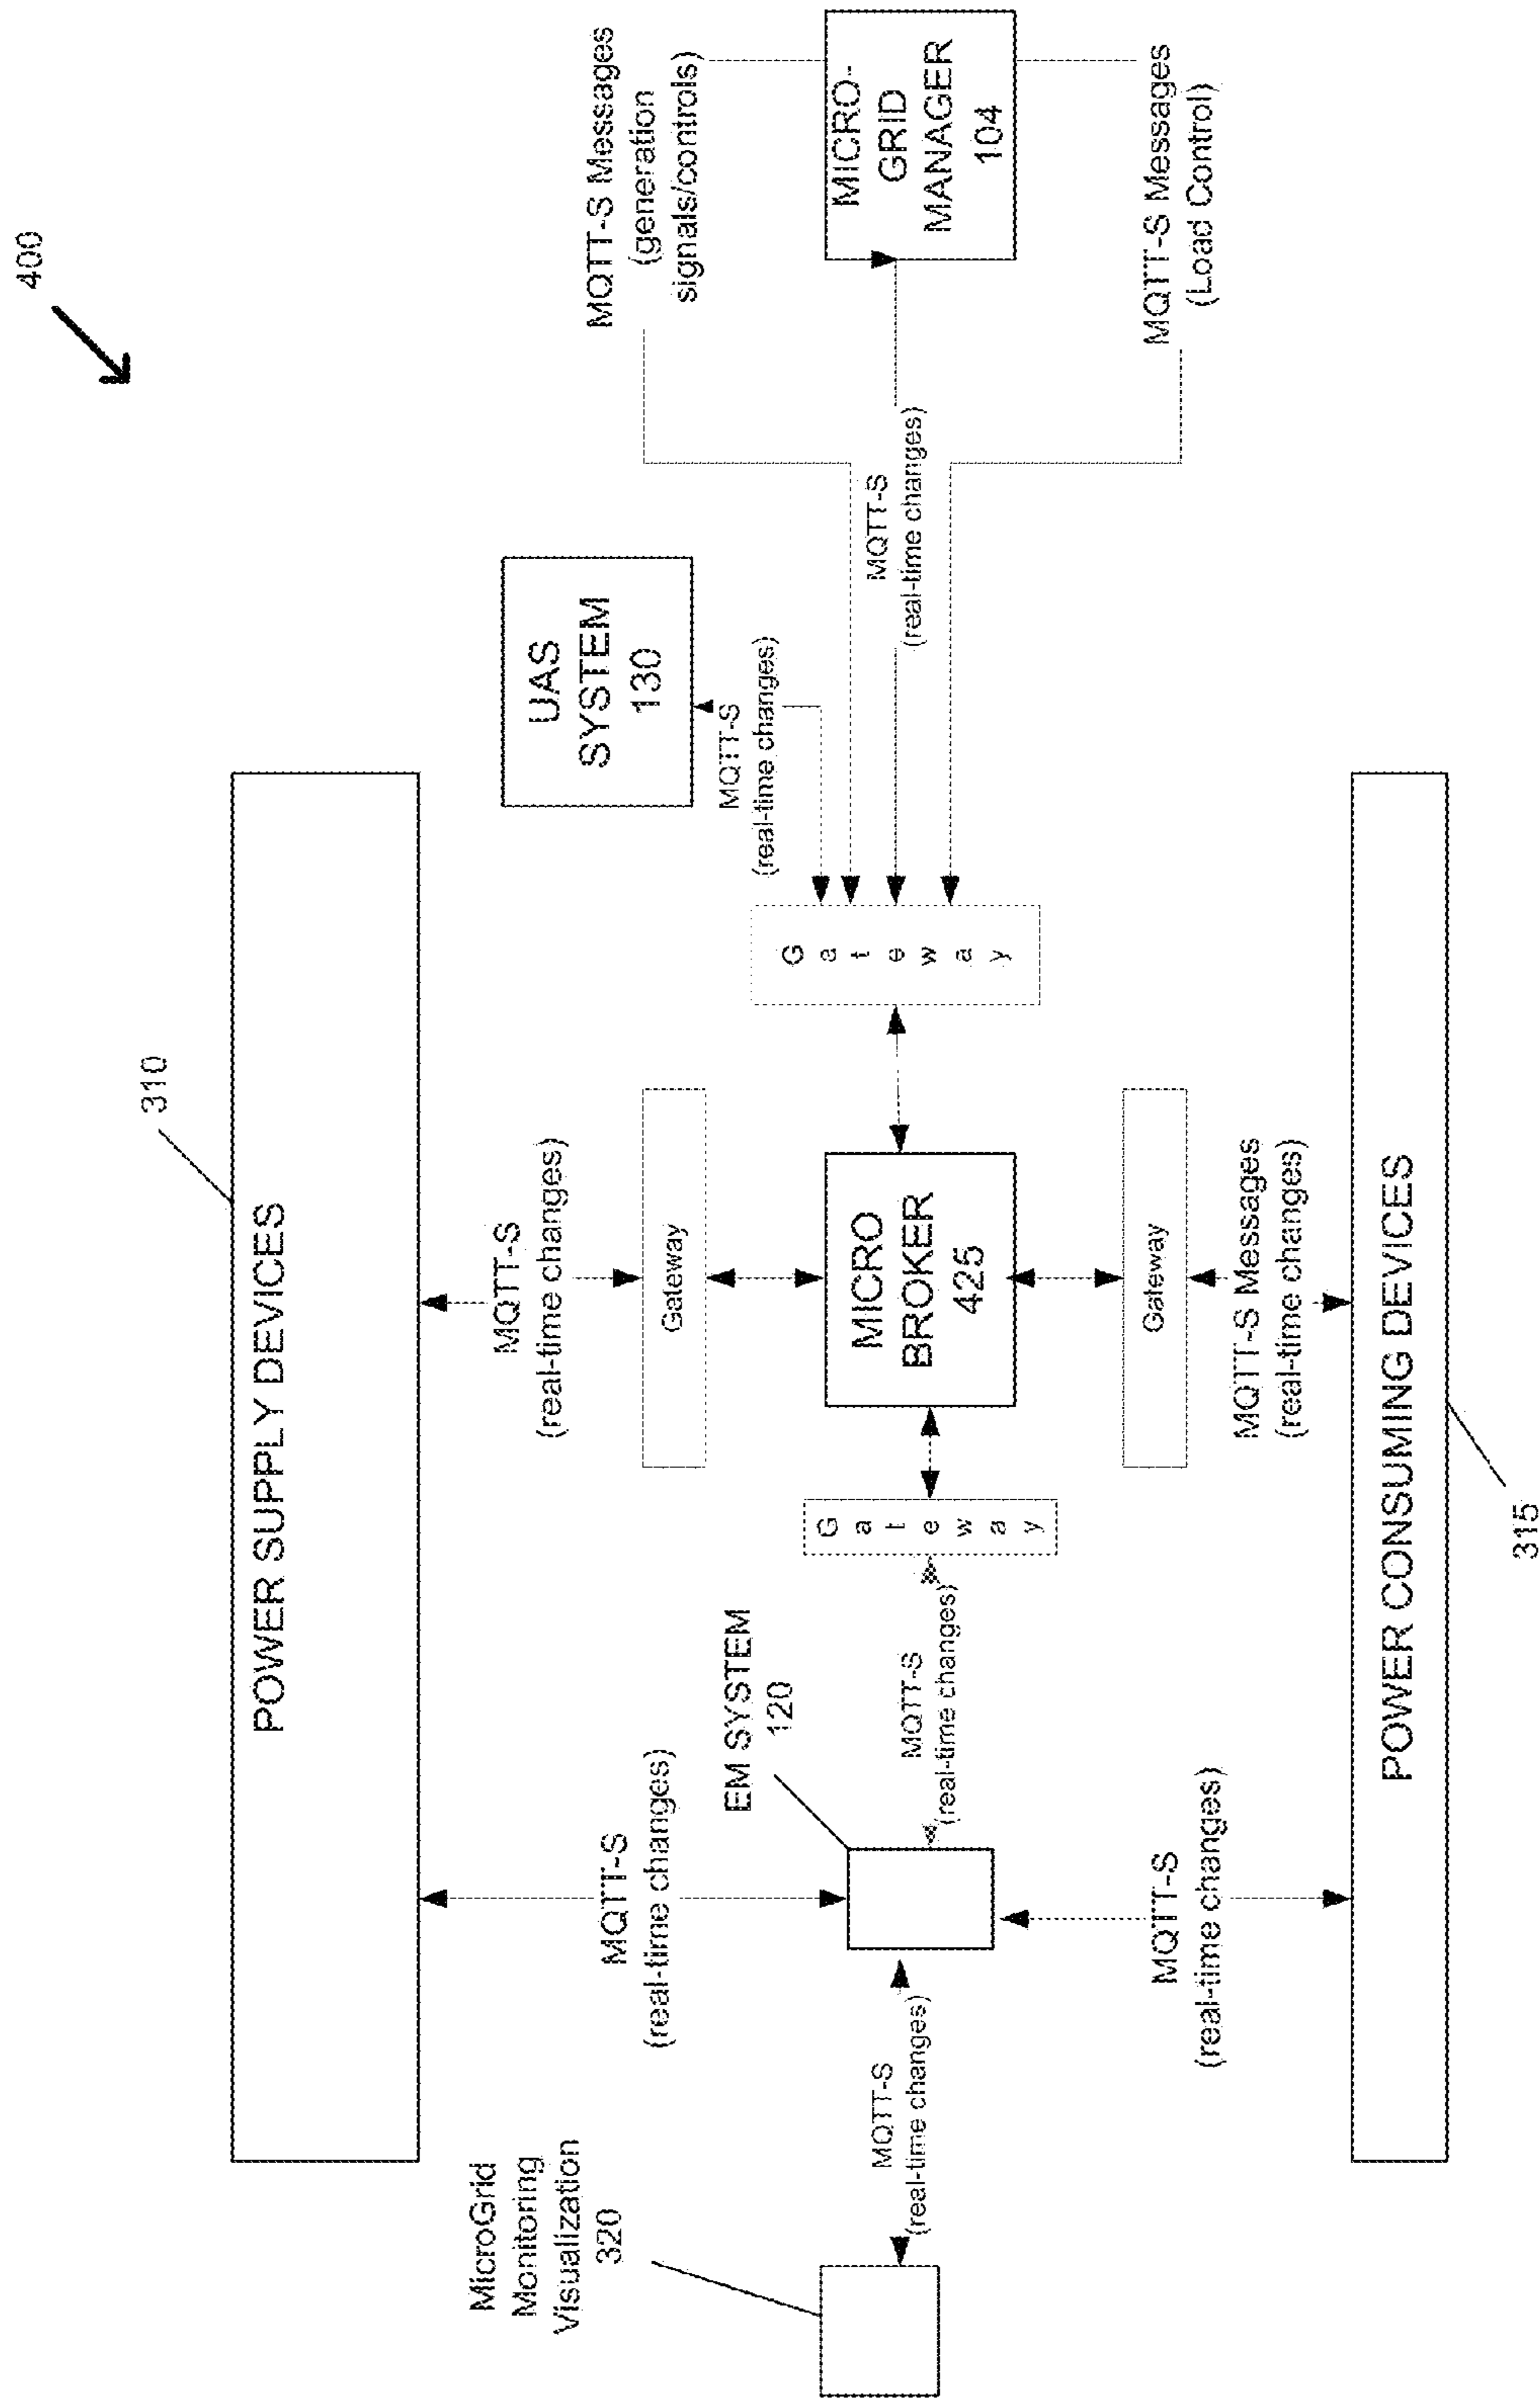 400
310
POWER SUPPLY DEVICES
MicroGrid
Monitoring
Visualization
320
MQTT-S
(real-time changes)
MQTT-S
(real-time changes)
EM SYSTEM
120
MQTT-S
(real-time changes)
MQTT-S
(real-time changes)
Gateway
MQTT-S
(real-time changes)
Gateway
MICRO
BROKER
425
Gateway
MQTT-S Messages
(real-time changes)
Gateway
UAS
SYSTEM
130
MQTT-S
(real-time changes)
MQTT-S Messages
(generation
signals/controls)
MQTT-S
(real-time changes)
MICRO-
GRID
MANAGER
104
MQTT-S Messages
(Load Control)
POWER CONSUMING DEVICES
315